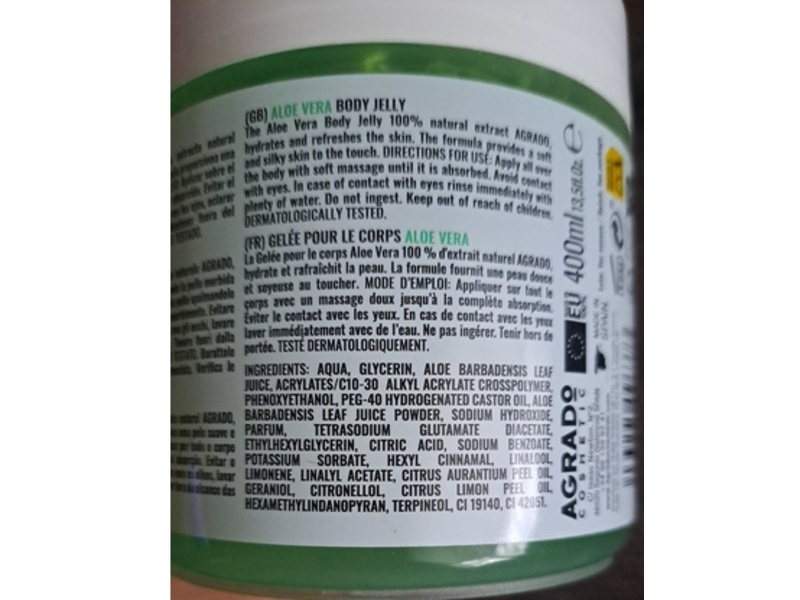 (GB) ALOE VERA BODY JELLY
The Aloe Vera Body Jelly 100% natural extract AGRADO,
hydrates and refreshes the skin. The formula provides a soft
and silky skin to the touch. DIRECTIONS FOR USE: Apply all over
the body with soft massage until it is absorbed. Avoid contact
with eyes. In case of contact with eyes rinse immediately with
plenty of water. Do not ingest. Keep out of reach of children.
DERMATOLOGICALLY TESTED.
(FR) GELÉE POUR LE CORPS ALOE VERA
La Gelée pour le corps Aloe Vera 100 % d'extrait naturel AGRADO,
hydrate et rafraîchit la peau. La formule fournit une peau douce
et soyeuse au toucher. MODE D'EMPLOI: Appliquer sur tout le
corps avec un massage doux jusqu'à la complète absorption.
Éviter le contact avec les yeux. En cas de contact avec les yeux
laver immédjatement avec de l'eau. Ne pas ingérer. Tenir hors de
portée. TESTÉ DERMATOLOGIQUEMENT.
INGREDIENTS: AQUA, GLYCERIN, ALOE BARBADENSIS LEAF
JUICE, ACRYLATES/C10-30 ALKYL ACRYLATE CROSSPOLYMER,
PHENOXYETHANOL, PEG-40 HYDROGENATED CASTOR OIL, ALOE
BARBADENSIS LEAF JUICE POWDER, SODIUM HYDROXIDE,
PARFUM, TETRASODIUM GLUTAMATE DIACETATE,
ETHYLHEXYLGLYCERIN, CITRIC ACID, SODIUM BENZOATE,
POTASSIUM SORBATE, HEXYL CINNAMAL, LINALOOL,
LIMONENE, LINALYL ACETATE, CITRUS AURANTIUM PEEL OIL,
GERANIOL, CITRONELLOL, CITRUS LIMON PEEL OIL,
HEXAMETHYLINDANOPYRAN, TERPINEOL, CI 19140, CI 42051.
AGRADO
COSMETIC
EU 400ml 13,5fl.Oz. e
MADE IN
SPAIN
natural
AGRADO,
AGRADO,